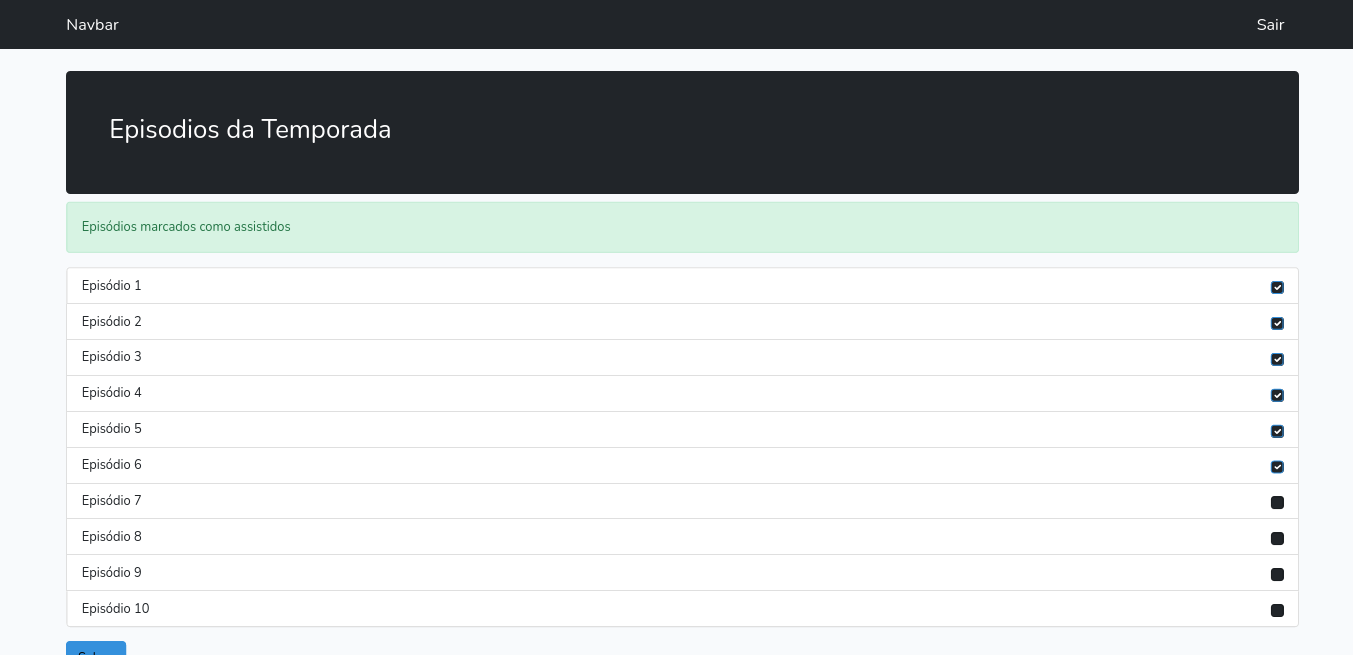 Navbar
Sair
Episodios da Temporada
Episódios marcados como assistidos
Episódio 1
Episódio 2
Episódio 3
Episódio 4
Episódio 5
Episódio 6
Episódio 7
Episódio 8
Episódio 9
Episódio 10